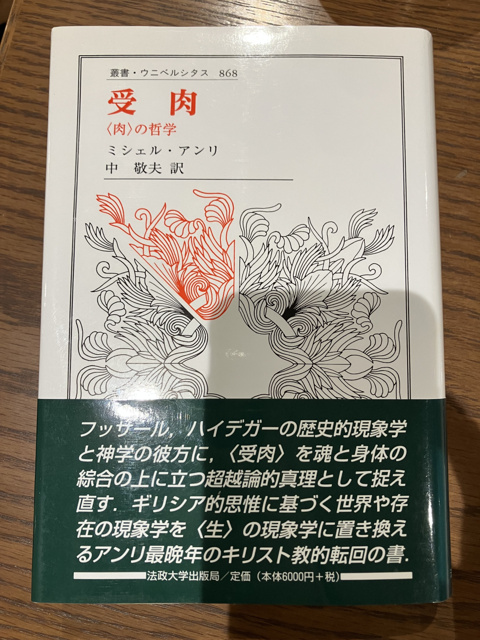 叢書・ウニベルシタス 868
受肉
〈肉〉の哲学
ミシェル・アンリ
中 敬夫 訳
フッサール，ハイデガーの歴史的現象学
と神学の彼方に，〈受肉〉を魂と身体の
綜合の上に立つ超越論的真理として捉え
直す．ギリシア的思惟に基づく世界や存
在の現象学を〈生〉の現象学に置き換え
るアンリ最晩年のキリスト教的転回の書．
法政大学出版局／定価（本体6000円＋税）